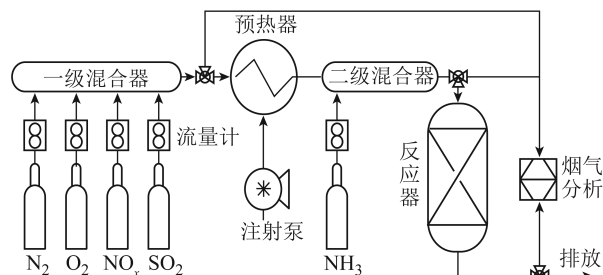 预热器
一级混合器
二级混合器
流量计
反应器
烟气
分析
注射泵
排放
N₂ O₂ NOₓ SO₂ NH₃